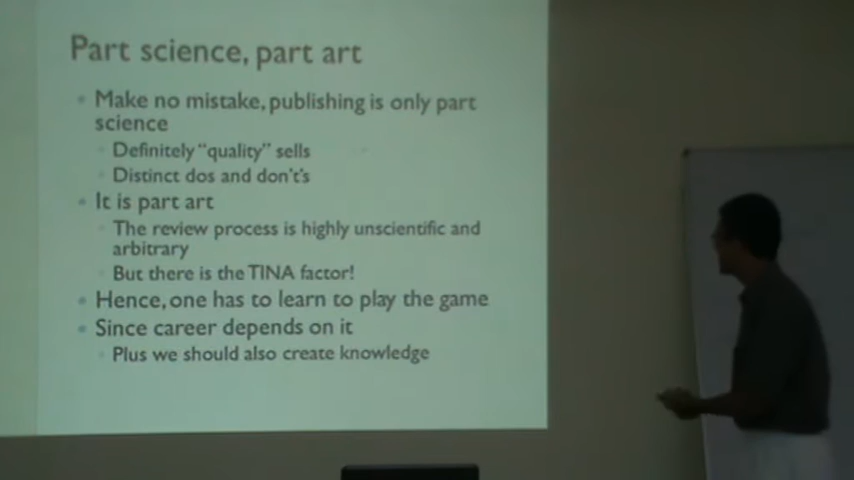 Part science, part art
Make no mistake, publishing is only part
science
Definitely "quality" sells
Distinct dos and don't's
It is part art
The review process is highly unscientific and
arbitrary
But there is the TINA factor!
Hence, one has to learn to play the game
Since career depends on it
Plus we should also create knowledge